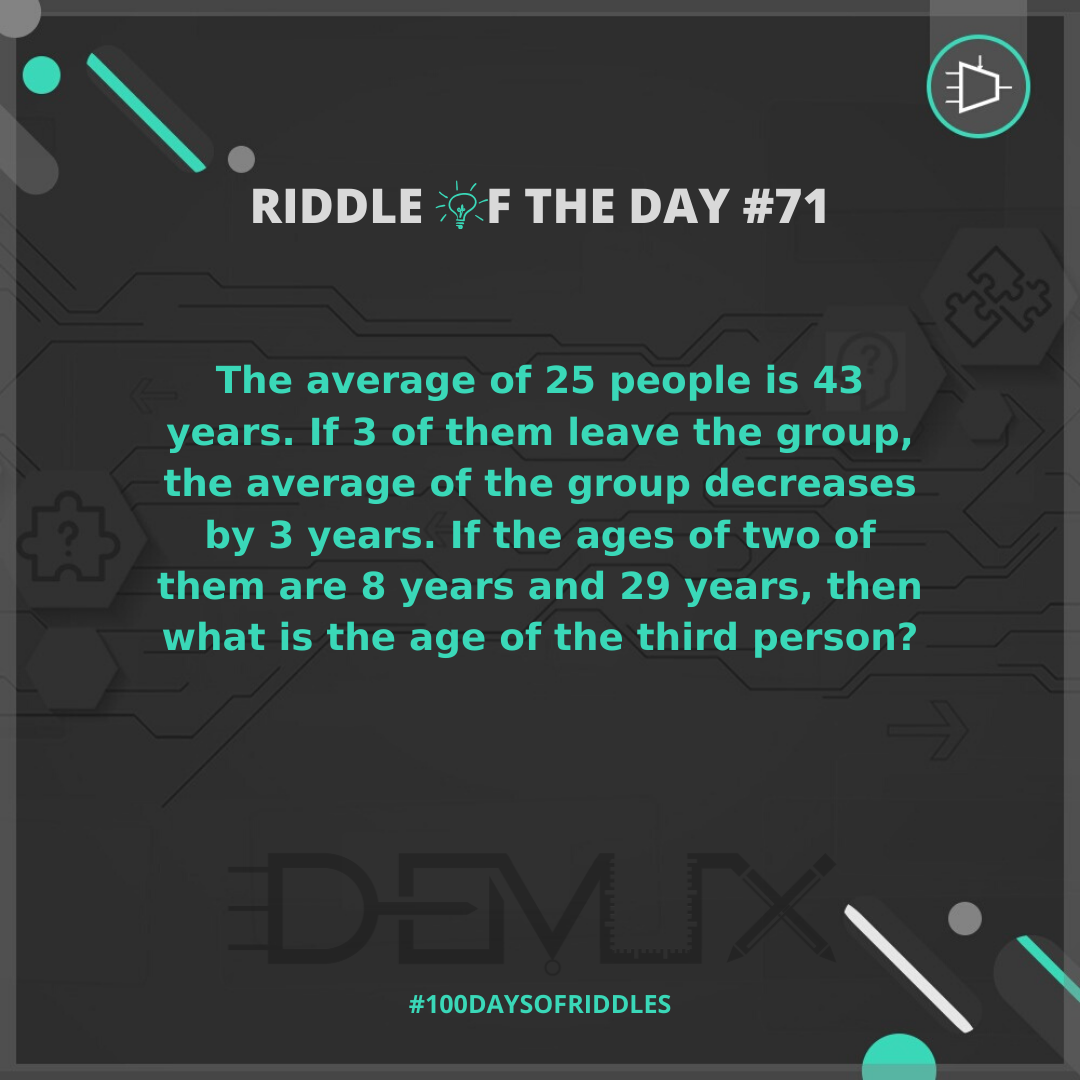 RIDDLE OF THE DAY #71
The average of 25 people is 43
years. If 3 of them leave the group,
the average of the group decreases
by 3 years. If the ages of two of
them are 8 years and 29 years, then
what is the age of the third person?
DEMUX
#100DAYSOFRIDDLES